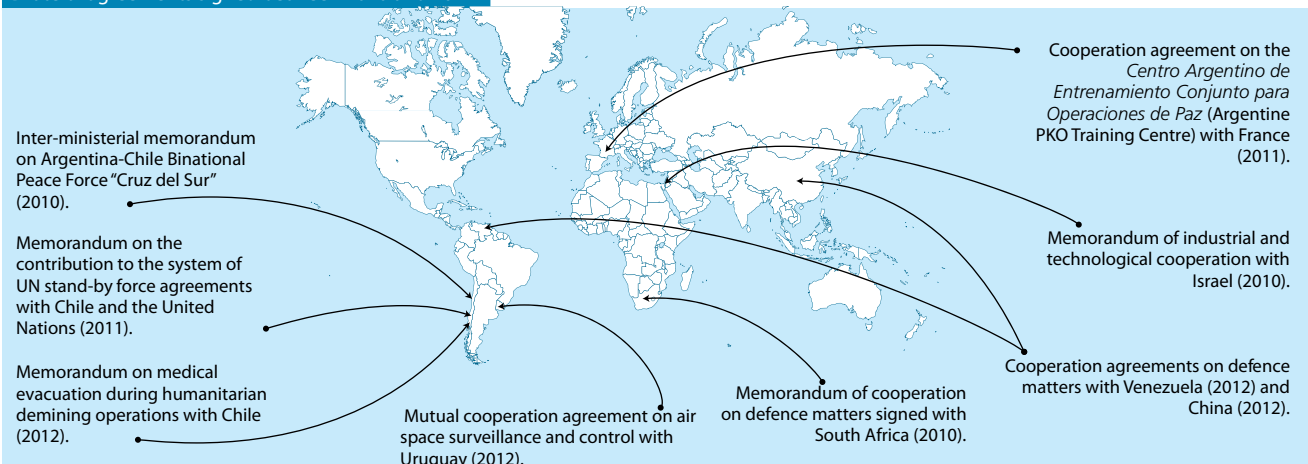 Cooperation agreement on the
Centro Argentino de
Entrenamiento Conjunto para
Operaciones de Paz (Argentine
PKO Training Centre) with France
(2011).
Inter-ministerial memorandum
on Argentina-Chile Binational
Peace Force “Cruz del Sur”
(2010).
Memorandum on the
contribution to the system of
UN stand-by force agreements
with Chile and the United
Nations (2011).
Memorandum on medical
evacuation during humanitarian
demining operations with Chile
(2012).
Mutual cooperation agreement on air
space surveillance and control with
Uruguay (2012).
Memorandum of cooperation
on defence matters signed with
South Africa (2010).
Memorandum of industrial and
technological cooperation with
Israel (2010).
Cooperation agreements on defence
matters with Venezuela (2012) and
China (2012).